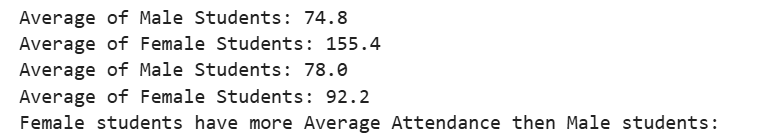 Average of Male Students: 74.8
Average of Female Students: 155.4
Average of Male Students: 78.0
Average of Female Students: 92.2
Female students have more Average Attendance then Male students: